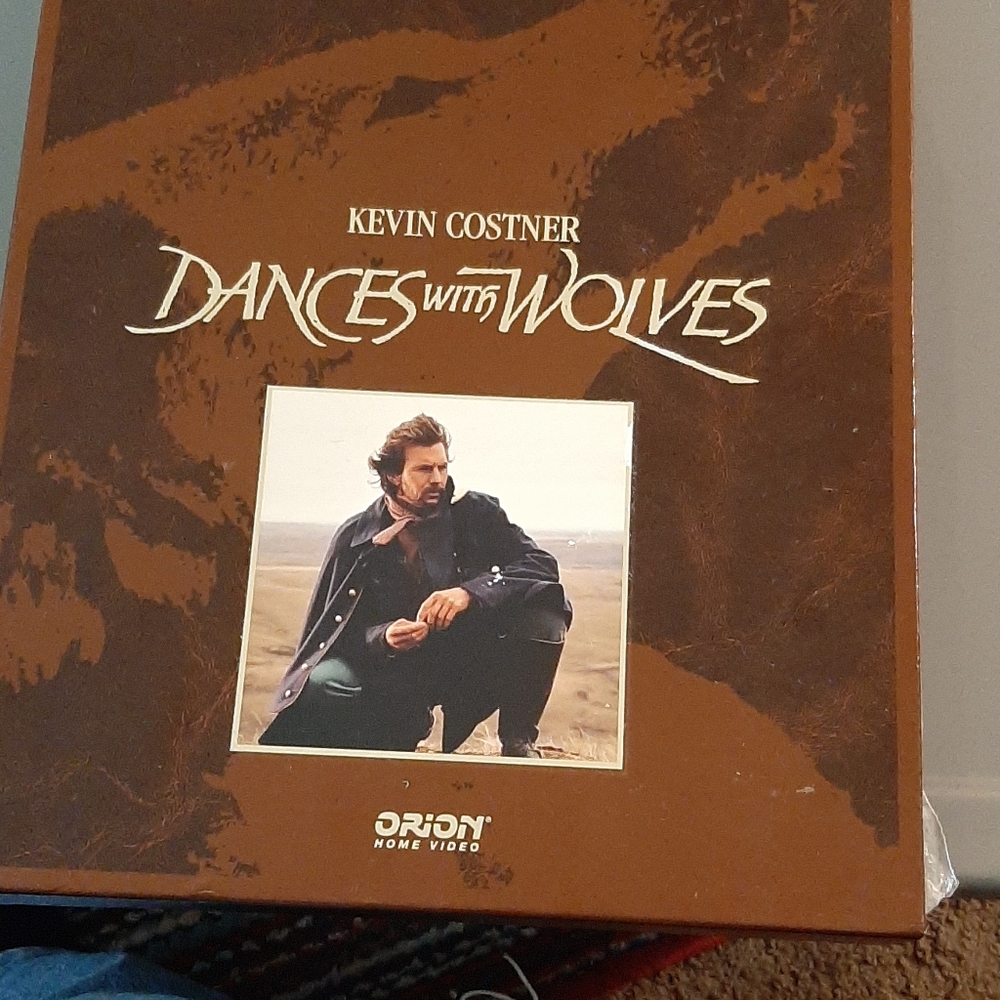 KEVIN COSTNER
DANCES WITH WOLVES
ORION®
HOME VIDEO